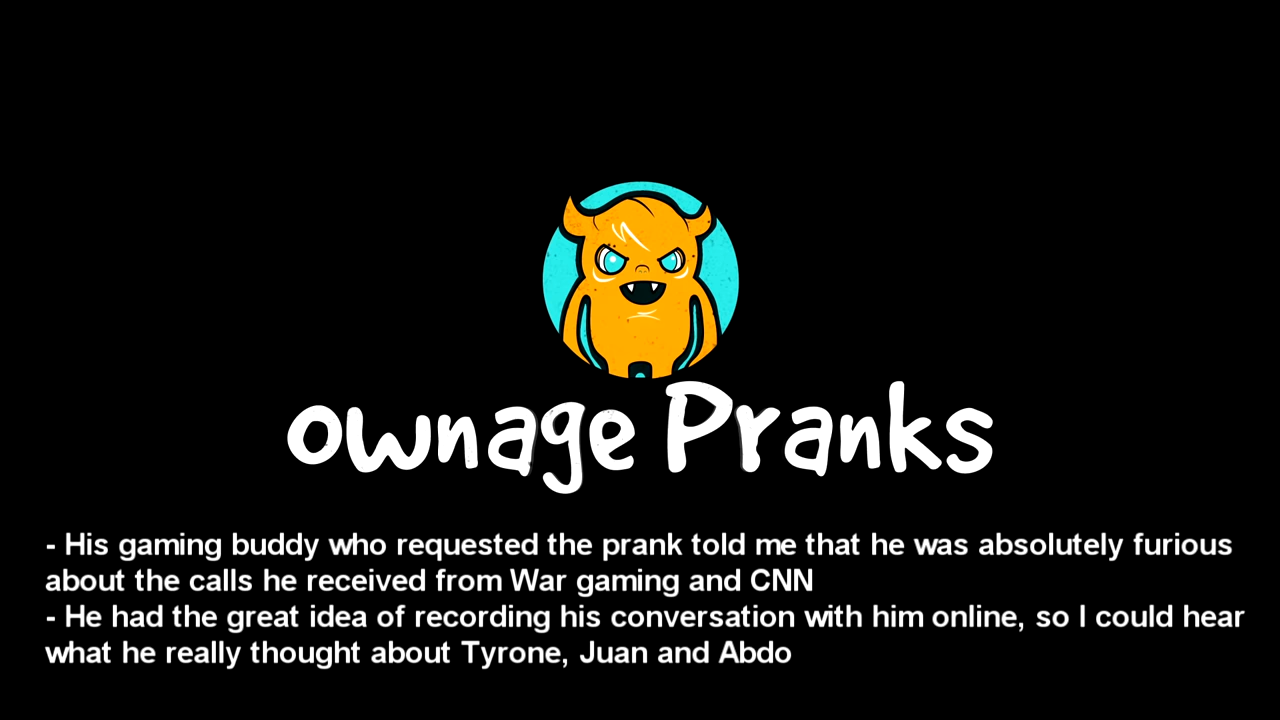 ownage Pranks
- His gaming buddy who requested the prank told me that he was absolutely furious
about the calls he received from War gaming and CNN
- He had the great idea of recording his conversation with him online, so I could hear
what he really thought about Tyrone, Juan and Abdo